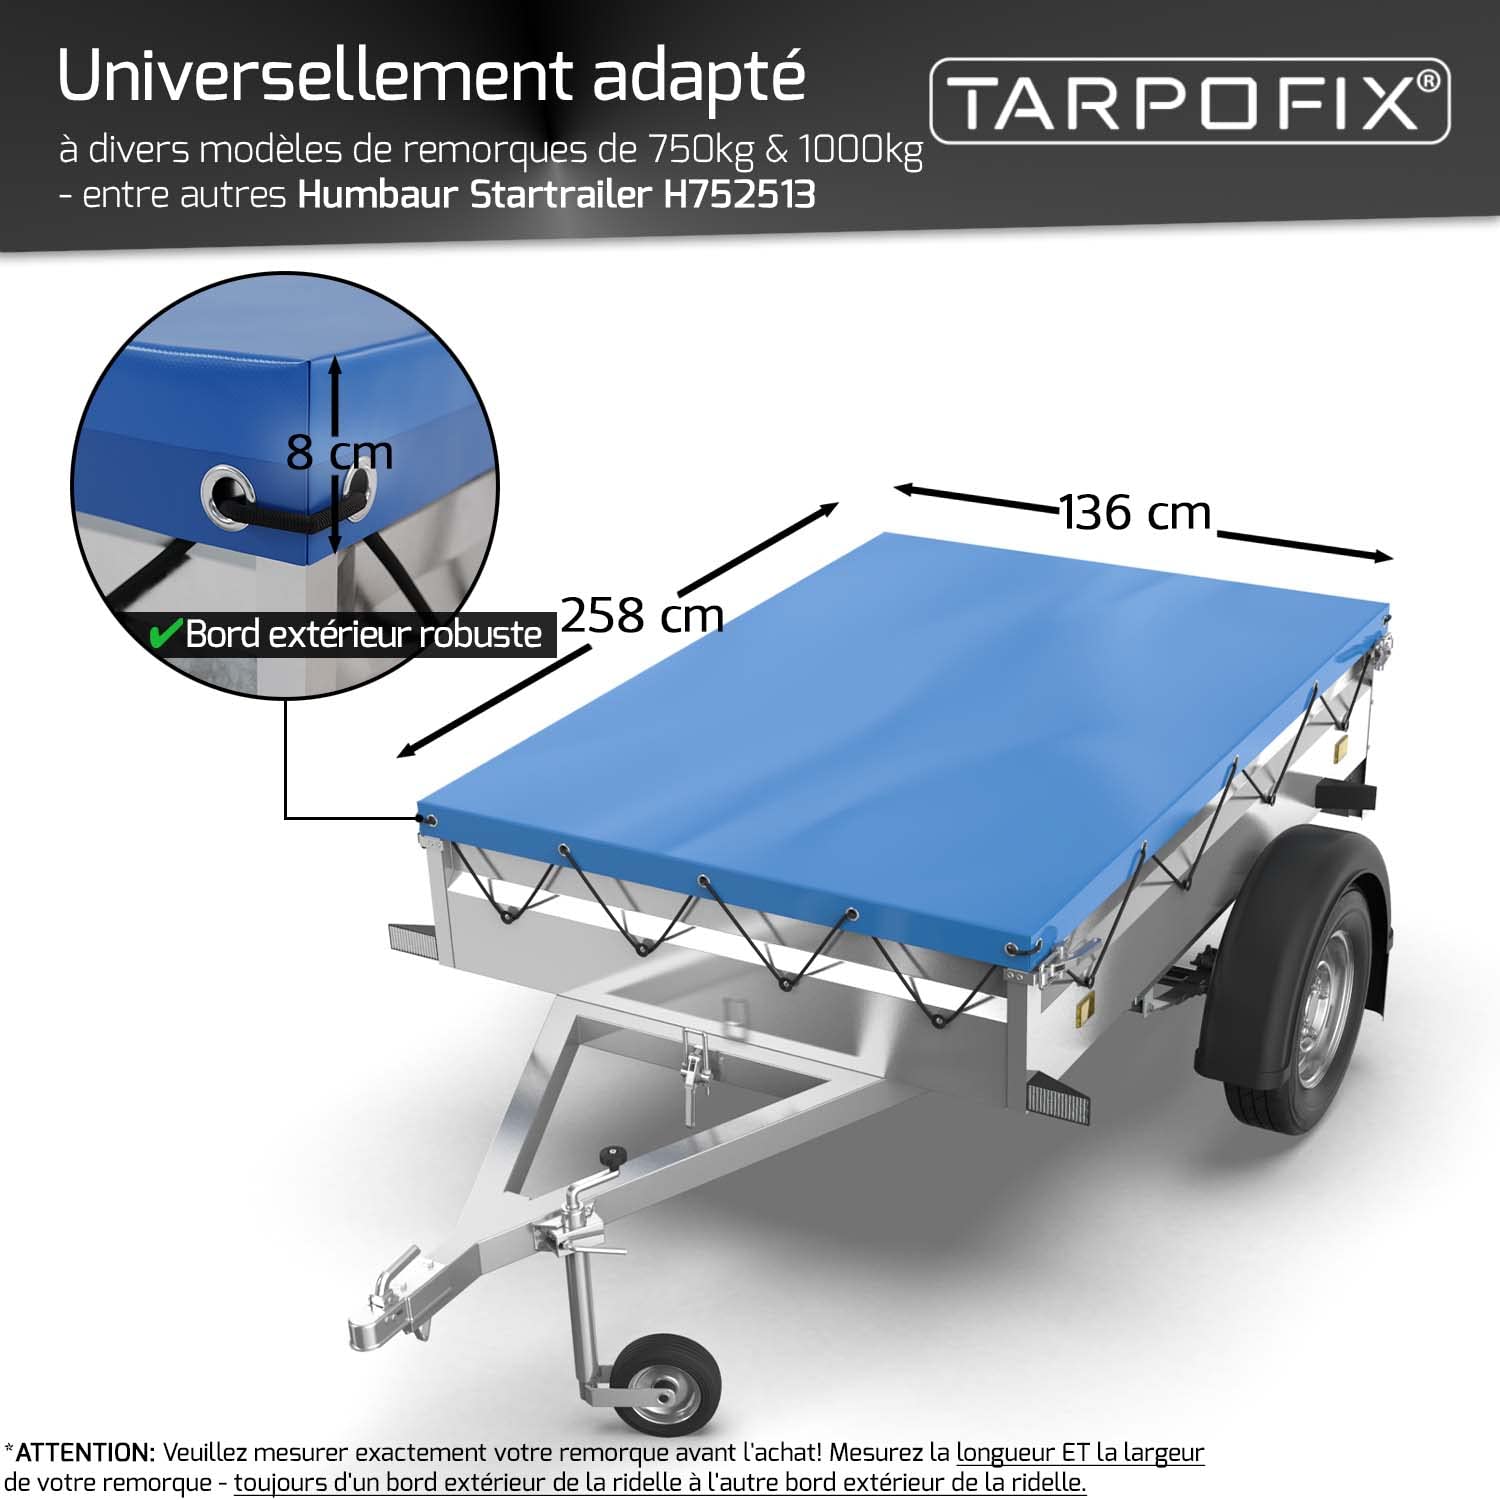 Universellement adapté
à divers modèles de remorques de 750kg & 1000kg
- entre autres Humbaur Startrailer H752513
TARPOFIX®
8 cm
✔Bord extérieur robuste
258 cm
136 cm
*ATTENTION: Veuillez mesurer exactement votre remorque avant l'achat! Mesurez la longueur ET la largeur
de votre remorque - toujours d'un bord extérieur de la ridelle à l'autre bord extérieur de la ridelle.